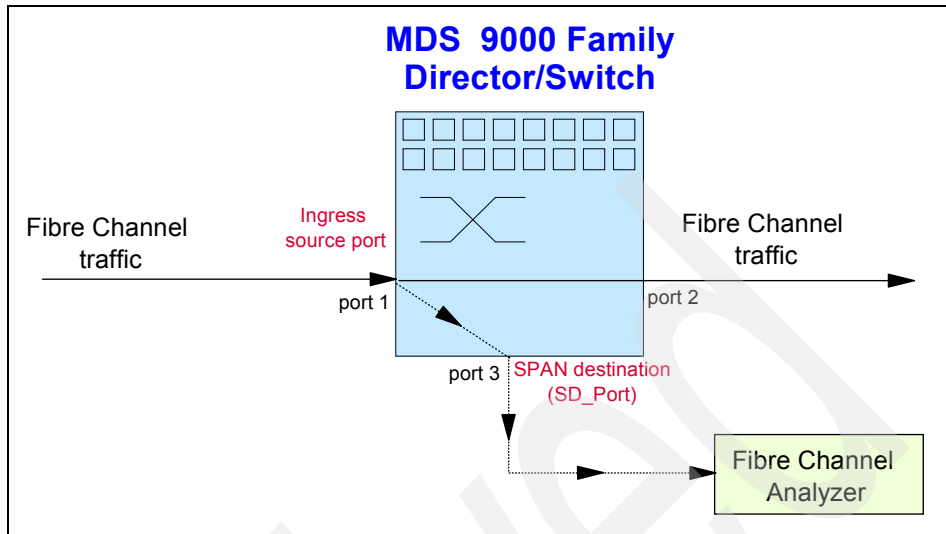 MDS 9000 Family
Director/Switch
Fibre Channel
traffic
Ingress
source port
Fibre Channel
traffic
port 1
port 2
port 3
SPAN destination
(SD_Port)
Fibre Channel
Analyzer